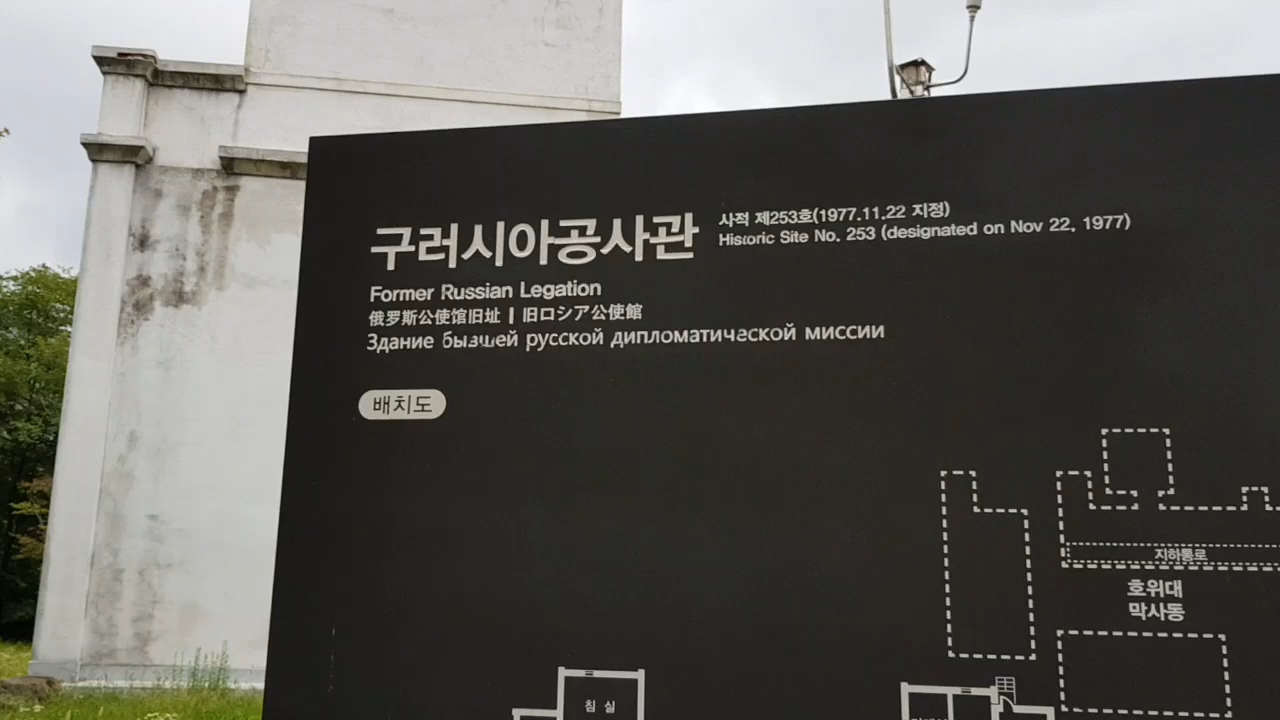 구러시아공사관
사적 제253호(1977.11.22 지정)
Historic Site No. 253 (designated on Nov 22, 1977)
Former Russian Legation
俄罗斯公使馆旧址 | 旧ロシア公使館
Здание бывшей русской дипломатической миссии
배치도
지하통로
호위대
막사동
침 실